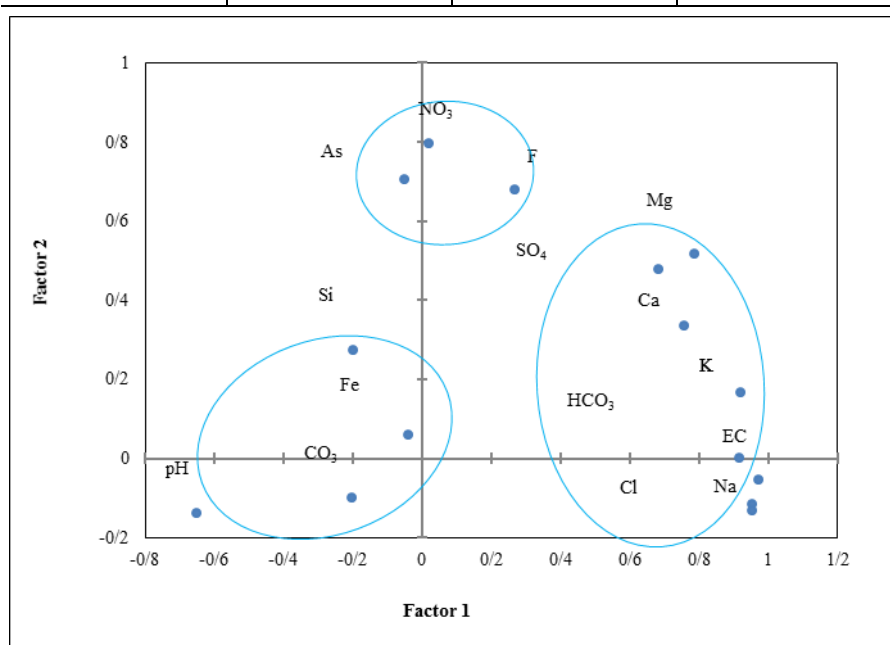 1
NO₃
0/8
As
F
0/6
Mg
SO₄
0/4
Si
Ca
0/2
Fe
K
HCO₃
EC
0
CO₃
pH
Cl
Na
-0/2
-0/8 -0/6 -0/4 -0/2 0 0/2 0/4 0/6 0/8 1 1/2
Factor 2
Factor 1